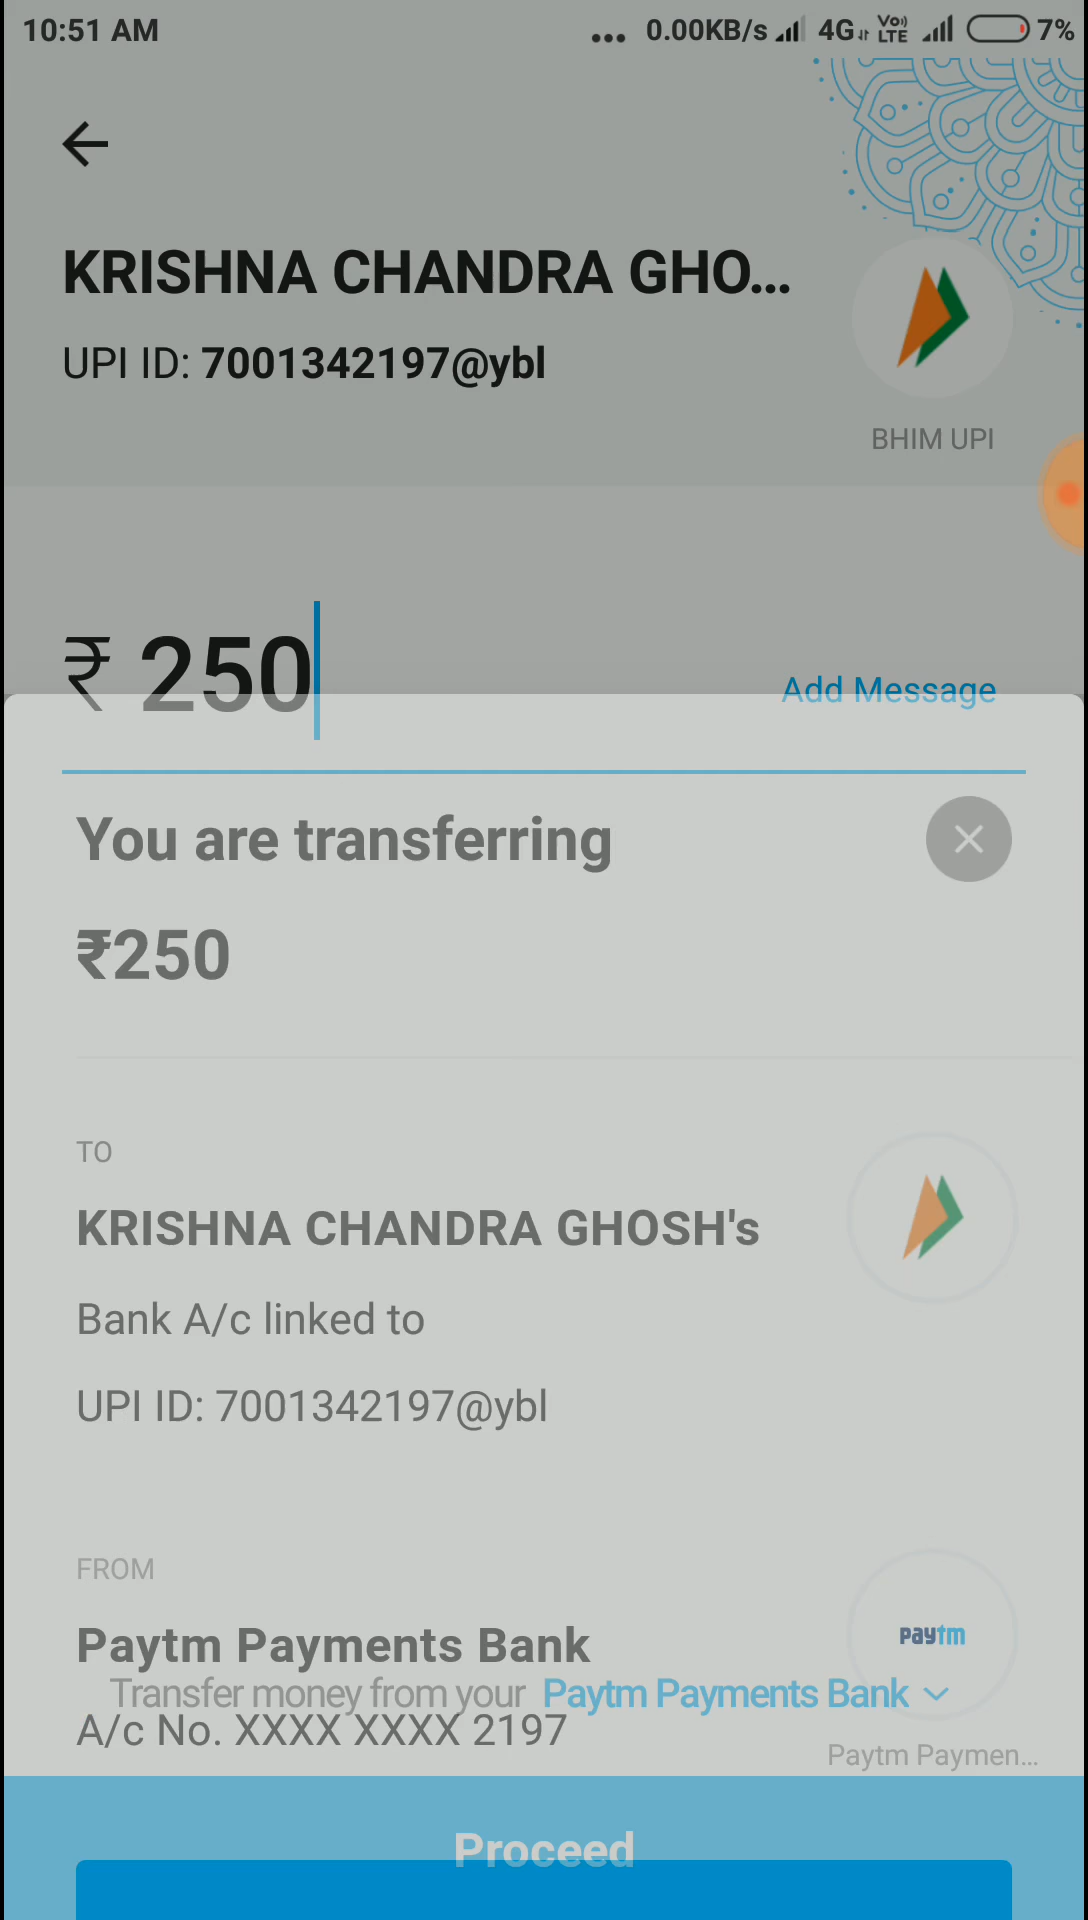 10:51 AM ... 0.00KB/s 4G Vo) LTE 7%
KRISHNA CHANDRA GHO...
UPI ID: 7001342197@ybl
BHIM UPI
₹ 250
Add Message
You are transferring
₹250
TO
KRISHNA CHANDRA GHOSH's
Bank A/c linked to
UPI ID: 7001342197@ybl
FROM
Paytm Payments Bank
paytm
Transfer money from your Paytm Payments Bank
A/c No. XXXX XXXX 2197
Paytm Paymen...
Proceed